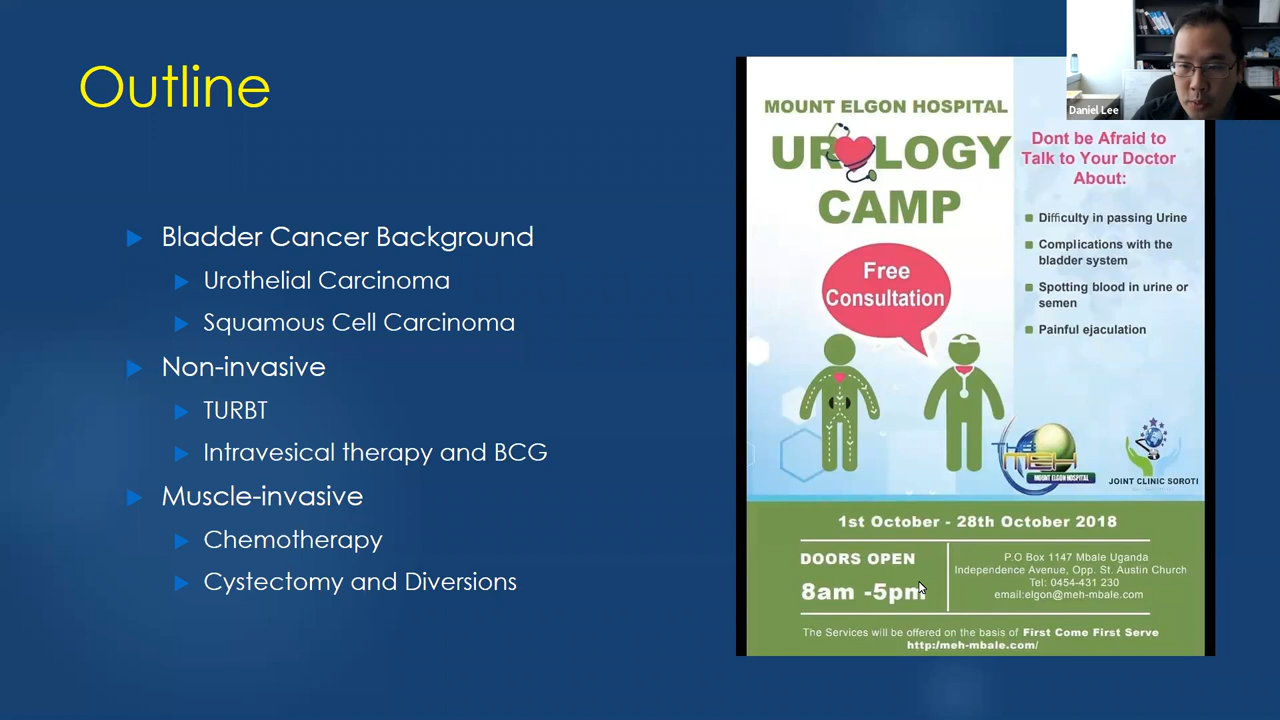 Outline
Bladder Cancer Background
Urothelial Carcinoma
Squamous Cell Carcinoma
Non-invasive
TURBT
Intravesical therapy and BCG
Muscle-invasive
Chemotherapy
Cystectomy and Diversions
MOUNT ELGON HOSPITAL
UROLOGY
CAMP
Free
Consultation
Dont be Afraid to
Talk to Your Doctor
About:
Difficulty in passing Urine
Complications with the
bladder system
Spotting blood in urine or
semen
Painful ejaculation
THE MEH
MOUNT ELGON HOSPITAL
JOINT CLINIC SOROTI
1st October - 28th October 2018
DOORS OPEN
8am -5pm
P.O Box 1147 Mbale Uganda
Independence Avenue, Opp. St. Austin Church
Tel: 0454-431 230
email:elgon@meh-mbale.com
The Services will be offered on the basis of First Come First Serve
http:/meh-mbale.com/
Daniel Lee